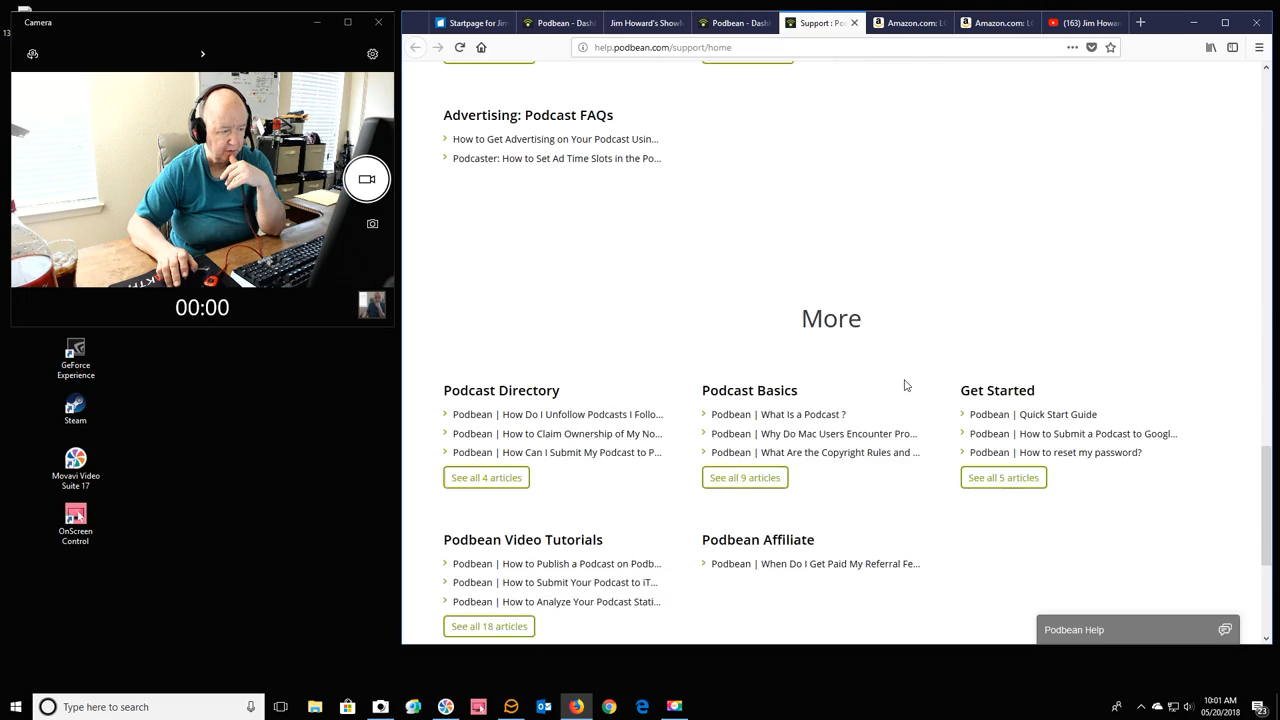 Camera
Startpage for Jim
Podbean - Dashl
Jim Howard's Show
Podbean - Dashl
Support : Pod
Amazon.com: LG
Amazon.com: LG
(163) Jim Howar
help.podbean.com/support/home
Advertising: Podcast FAQs
How to Get Advertising on Your Podcast Usin...
Podcaster: How to Set Ad Time Slots in the Po...
00:00
More
GeForce
Experience
Steam
Movavi Video
Suite 17
OnScreen
Control
Podcast Directory
Podbean | How Do I Unfollow Podcasts I Follo...
Podbean | How to Claim Ownership of My No...
Podbean | How Can I Submit My Podcast to P...
See all 4 articles
Podcast Basics
Podbean | What Is a Podcast ?
Podbean | Why Do Mac Users Encounter Pro...
Podbean | What Are the Copyright Rules and ...
See all 9 articles
Get Started
Podbean | Quick Start Guide
Podbean | How to Submit a Podcast to Googl...
Podbean | How to reset my password?
See all 5 articles
Podbean Video Tutorials
Podbean | How to Publish a Podcast on Podb...
Podbean | How to Submit Your Podcast to iT...
Podbean | How to Analyze Your Podcast Stati...
See all 18 articles
Podbean Affiliate
Podbean | When Do I Get Paid My Referral Fe...
Podbean Help
Type here to search
10:01 AM
05/20/2018
23